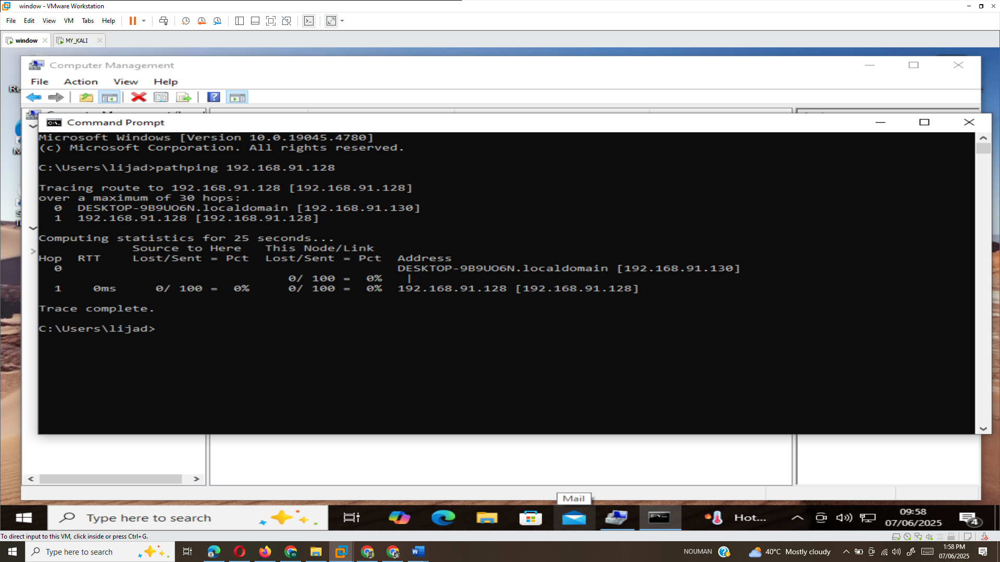 window - VMware Workstation
File Edit View VM Tabs Help
window MY_KALI
Computer Management
File Action View Help
Command Prompt
Microsoft Windows [Version 10.0.19045.4780]
(c) Microsoft Corporation. All rights reserved.
C:\Users\lijad>pathping 192.168.91.128
Tracing route to 192.168.91.128 [192.168.91.128]
over a maximum of 30 hops:
0 DESKTOP-9B9UO6N.localdomain [192.168.91.130]
1 192.168.91.128 [192.168.91.128]
Computing statistics for 25 seconds...
Source to Here This Node/Link
Hop RTT Lost/Sent = Pct Lost/Sent = Pct Address
0 DESKTOP-9B9UO6N.localdomain [192.168.91.130]
0/ 100 = 0% |
1 0ms 0/ 100 = 0% 0/ 100 = 0% 192.168.91.128 [192.168.91.128]
Trace complete.
C:\Users\lijad>
Mail
Type here to search
Hot...
09:58
07/06/2025
4
To direct input to this VM, click inside or press Ctrl+G.
Type here to search
NOUMAN
40°C Mostly cloudy
1:58 PM
07/06/2025